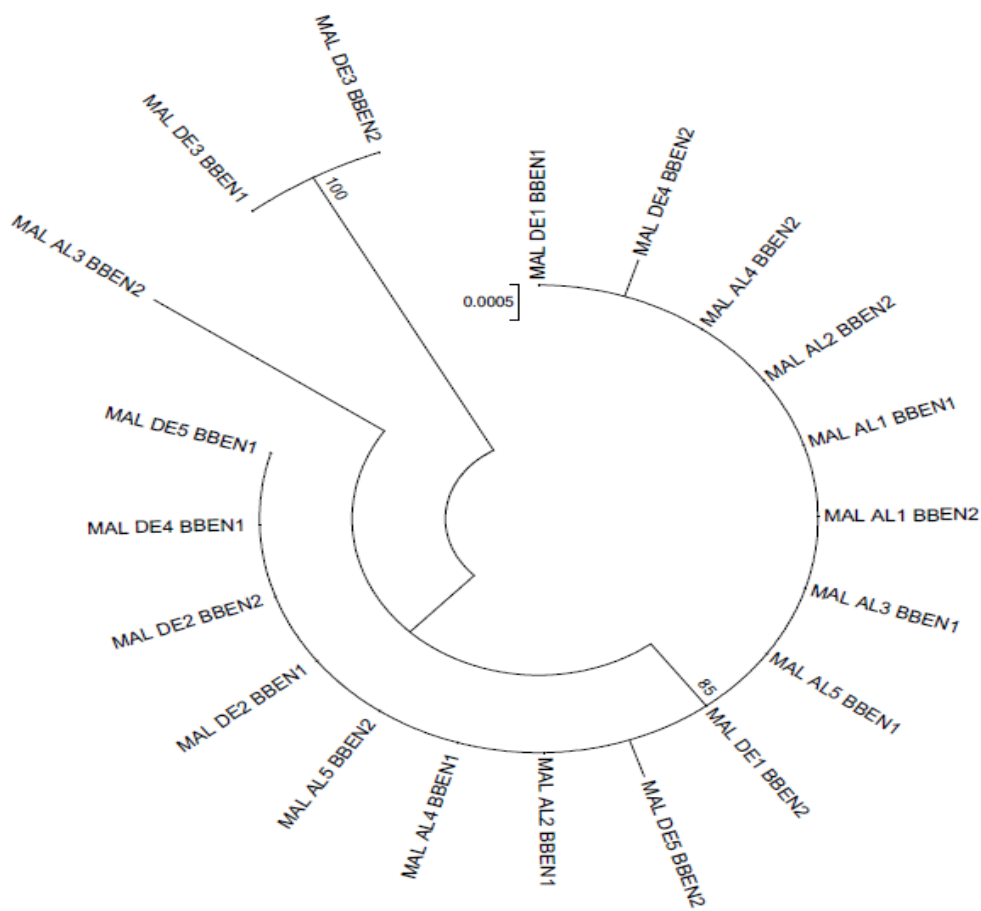 MAL DE3 BBEN2
MAL DE3 BBEN1
100
MAL AL3 BBEN2
MAL DE1 BBEN1
MAL DE4 BBEN2
MAL AL4 BBEN2
0.0005
MAL AL2 BBEN2
MAL AL1 BBEN1
MAL DE5 BBEN1
MAL AL1 BBEN2
MAL DE4 BBEN1
MAL AL3 BBEN1
MAL DE2 BBEN2
MAL AL5 BBEN1
85
MAL DE2 BBEN1
MAL DE1 BBEN2
MAL AL5 BBEN2
MAL AL4 BBEN1
MAL AL2 BBEN1
MAL DE5 BBEN2